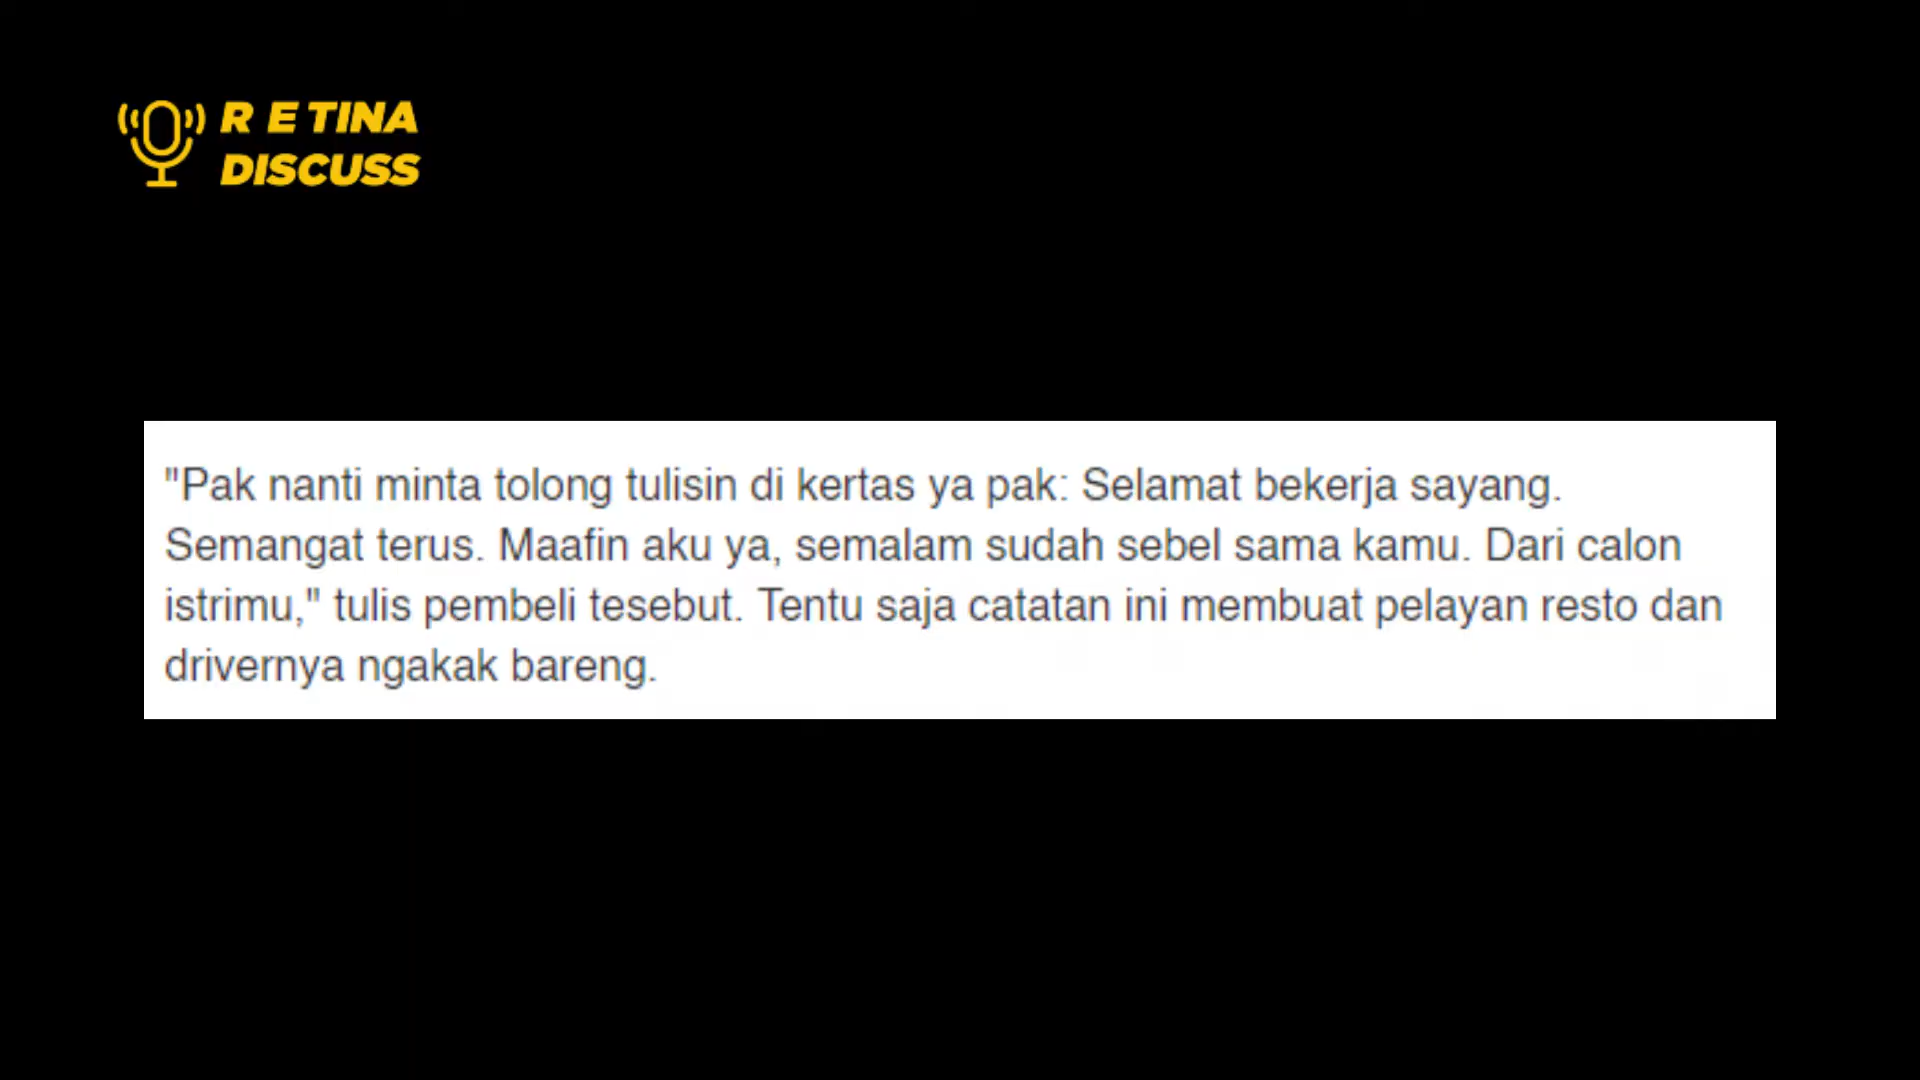 R E TINA
DISCUSS
"Pak nanti minta tolong tulisin di kertas ya pak: Selamat bekerja sayang.
Semangat terus. Maafin aku ya, semalam sudah sebel sama kamu. Dari calon
istrimu," tulis pembeli tesebut. Tentu saja catatan ini membuat pelayan resto dan
drivernya ngakak bareng.